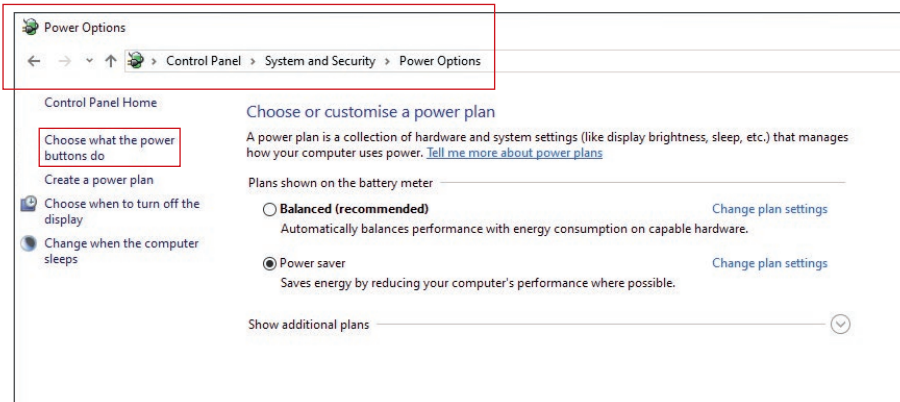 Power Options
Control Panel > System and Security > Power Options
Control Panel Home
Choose what the power
buttons do
Create a power plan
Choose when to turn off the
display
Change when the computer
sleeps
Choose or customise a power plan
A power plan is a collection of hardware and system settings (like display brightness, sleep, etc.) that manages
how your computer uses power. Tell me more about power plans
Plans shown on the battery meter
Balanced (recommended) Change plan settings
Automatically balances performance with energy consumption on capable hardware.
Power saver Change plan settings
Saves energy by reducing your computer's performance where possible.
Show additional plans